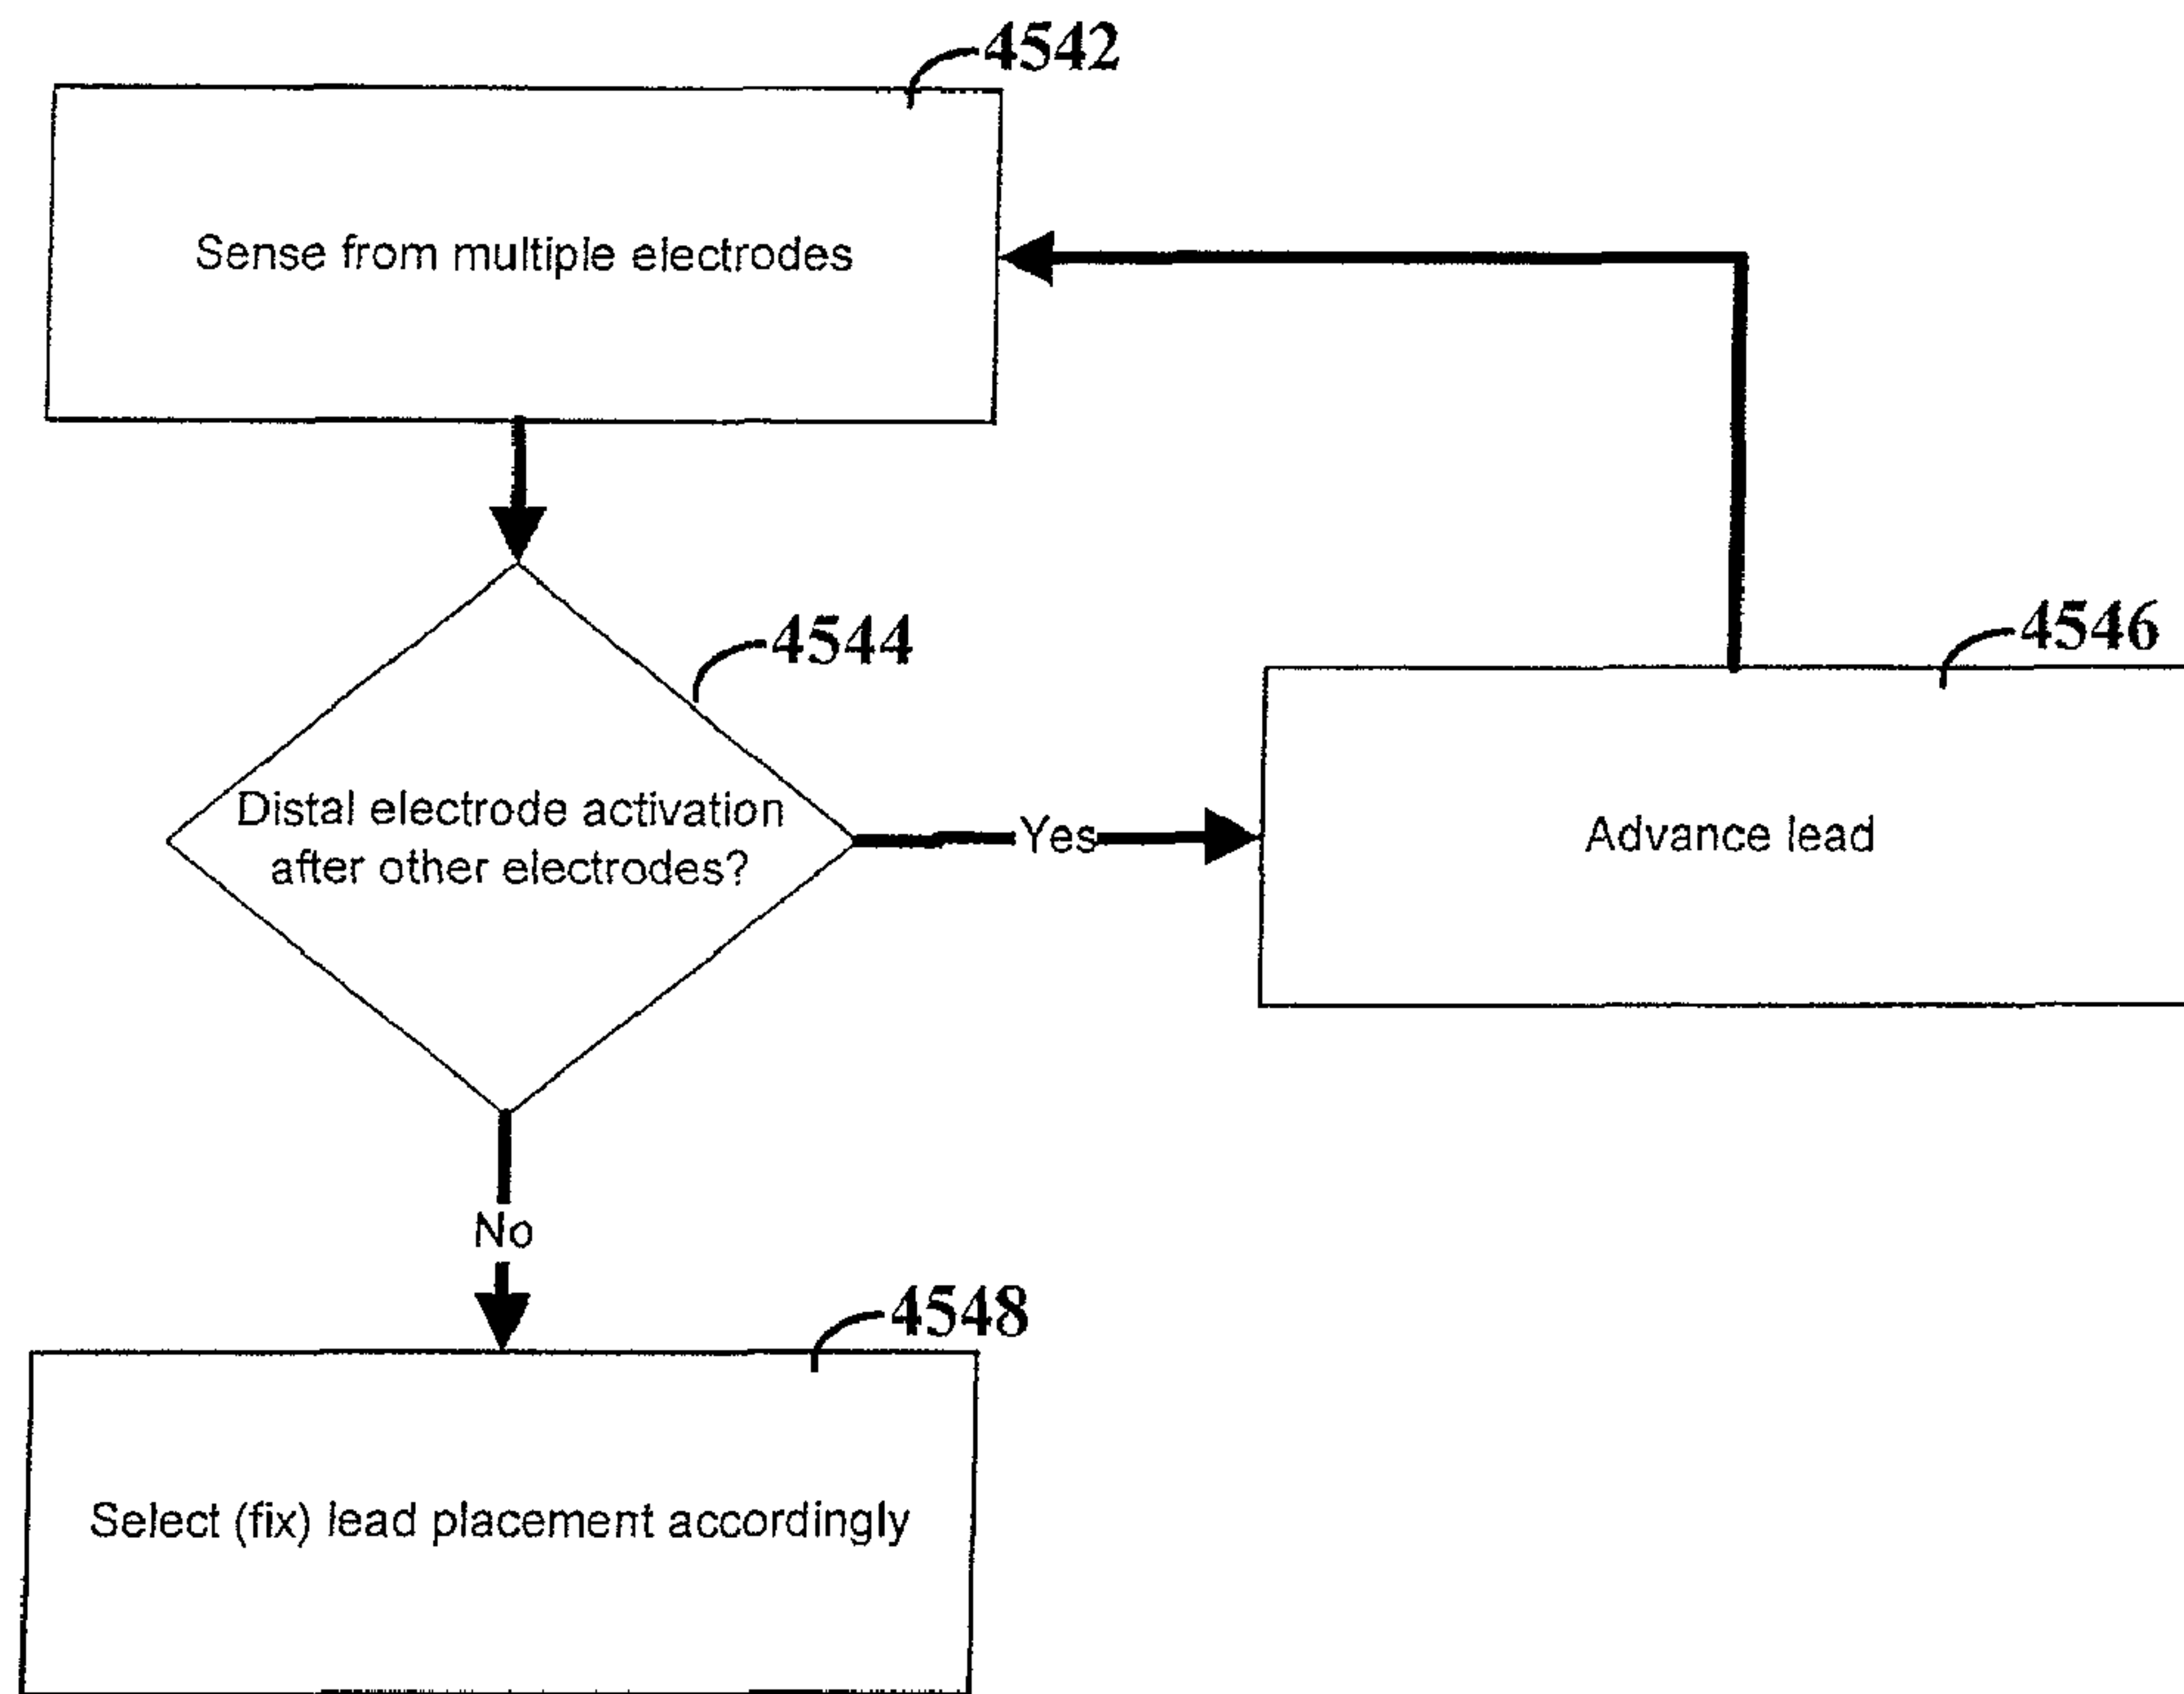 4542
Sense from multiple electrodes
4544
Distal electrode activation
after other electrodes?
Yes
4546
Advance lead
No
4548
Select (fix) lead placement accordingly